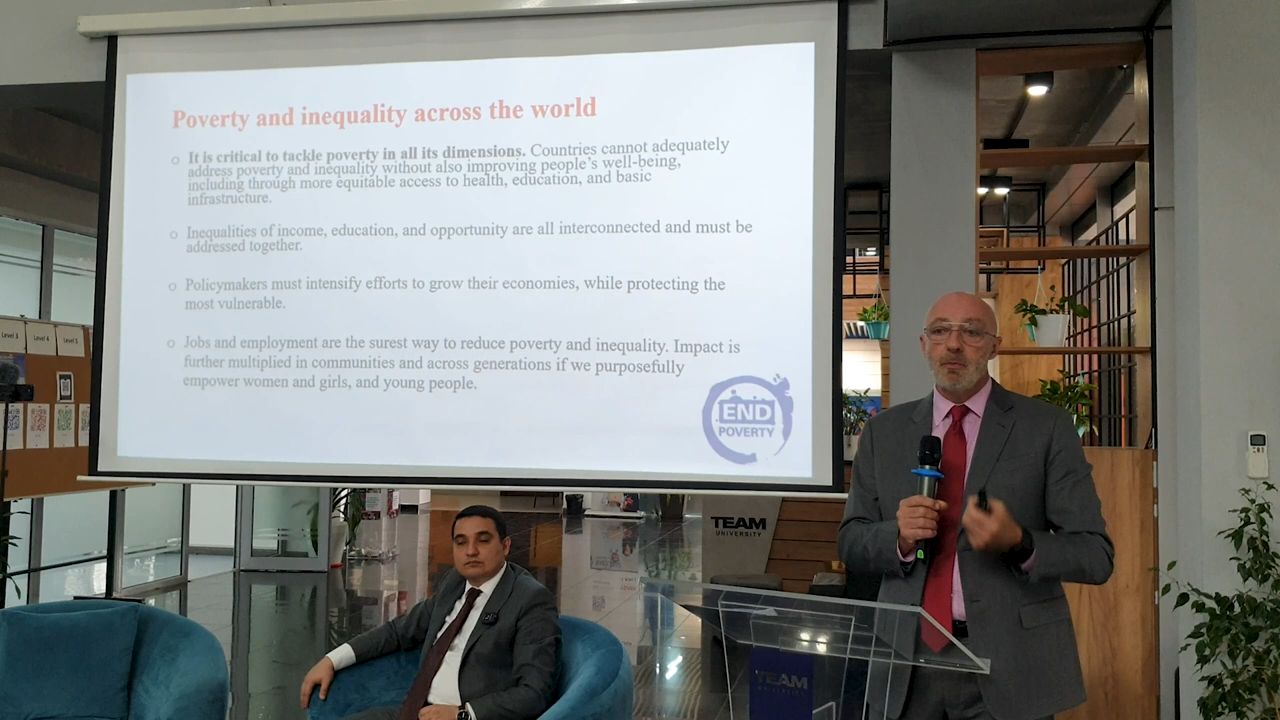 Poverty and inequality across the world
It is critical to tackle poverty in all its dimensions. Countries cannot adequately
address poverty and inequality without also improving people's well-being,
including through more equitable access to health, education, and basic
infrastructure.
Inequalities of income, education, and opportunity are all interconnected and must be
addressed together.
Policymakers must intensify efforts to grow their economies, while protecting the
most vulnerable.
Jobs and employment are the surest way to reduce poverty and inequality. Impact is
further multiplied in communities and across generations if we purposefully
empower women and girls, and young people.
END
POVERTY
Level 3
Level 4
Level 5
TEAM
UNIVERSITY
TEAM
UNIVERSITY